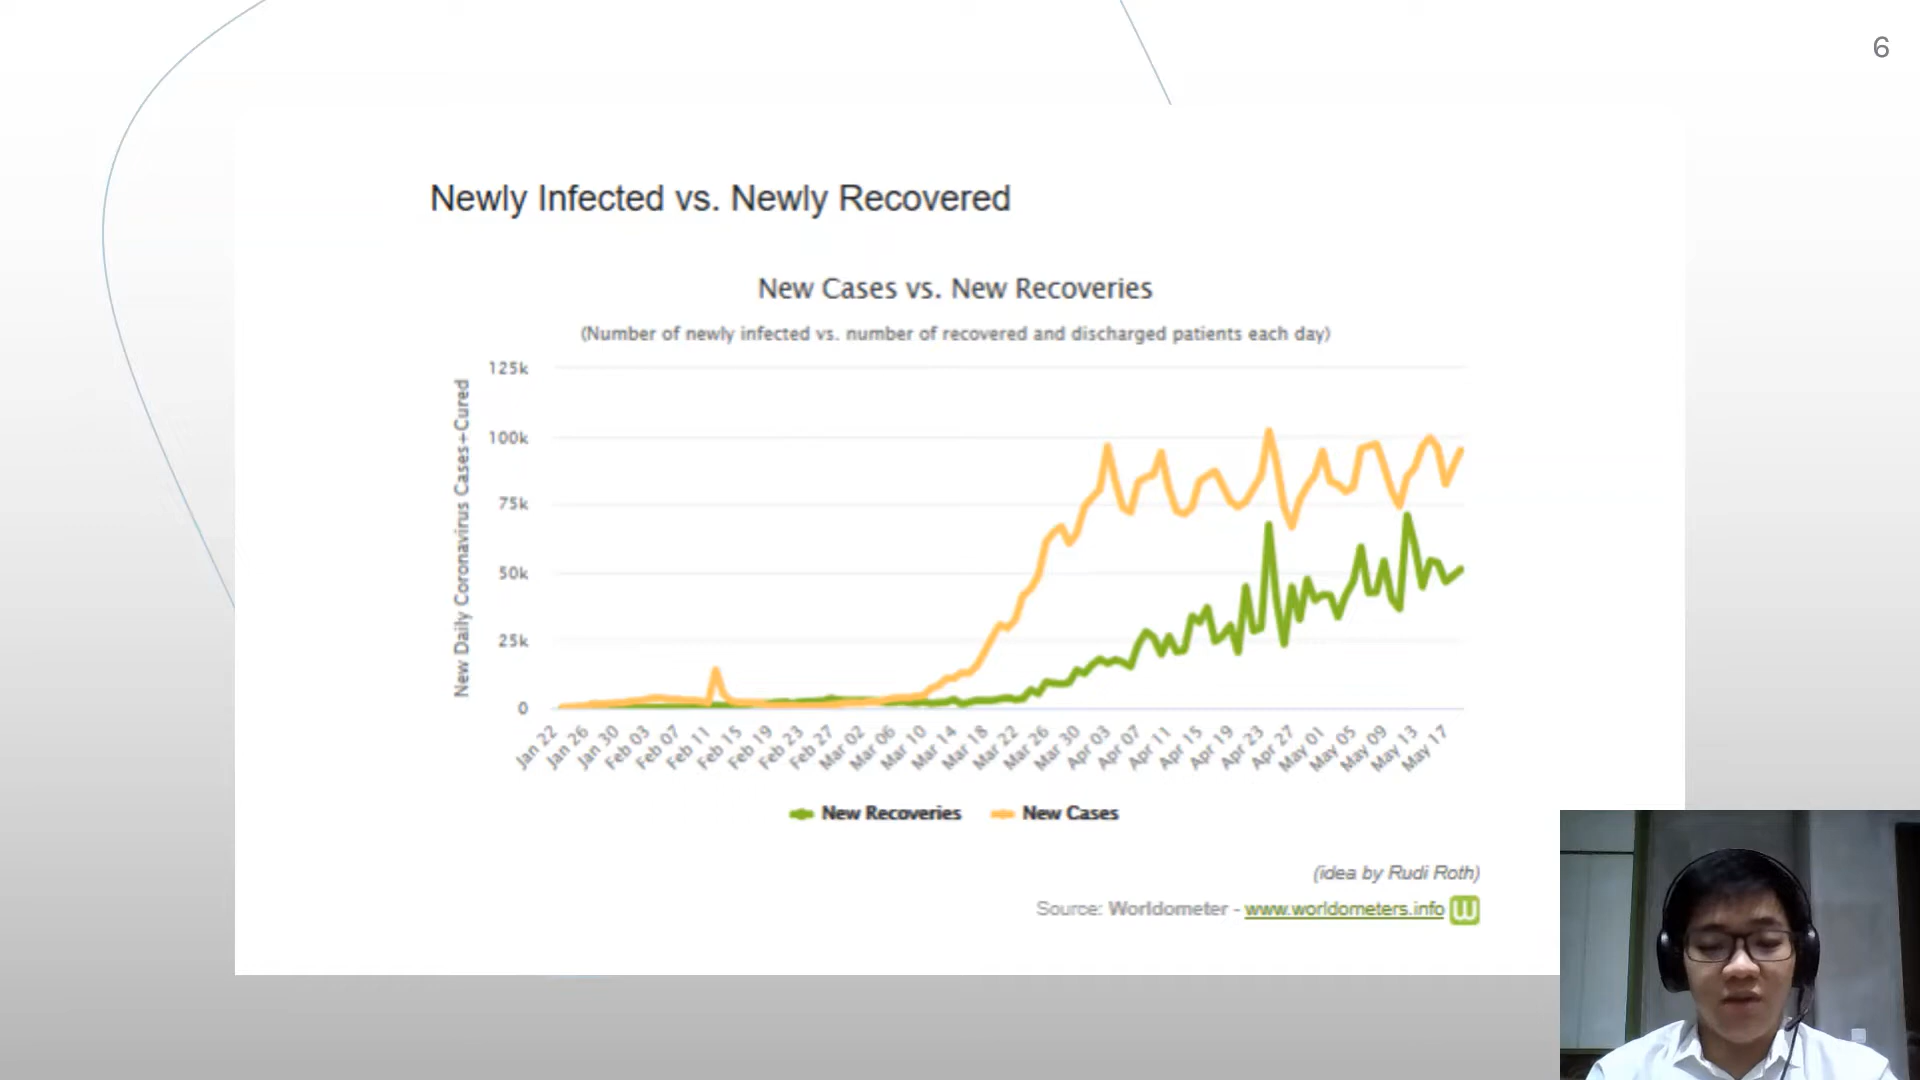 6
Newly Infected vs. Newly Recovered
New Cases vs. New Recoveries
(Number of newly infected vs. number of recovered and discharged patients each day)
New Daily Coronavirus Cases+Cured
125k
100k
75k
50k
25k
0
Jan 22
Jan 26
Jan 30
Feb 03
Feb 07
Feb 11
Feb 15
Feb 19
Feb 23
Feb 27
Mar 02
Mar 06
Mar 10
Mar 14
Mar 18
Mar 22
Mar 26
Mar 30
Apr 03
Apr 07
Apr 11
Apr 15
Apr 19
Apr 23
Apr 27
May 01
May 05
May 09
May 13
May 17
New Recoveries
New Cases
(idea by Rudi Roth)
Source: Worldometer - www.worldometers.info W